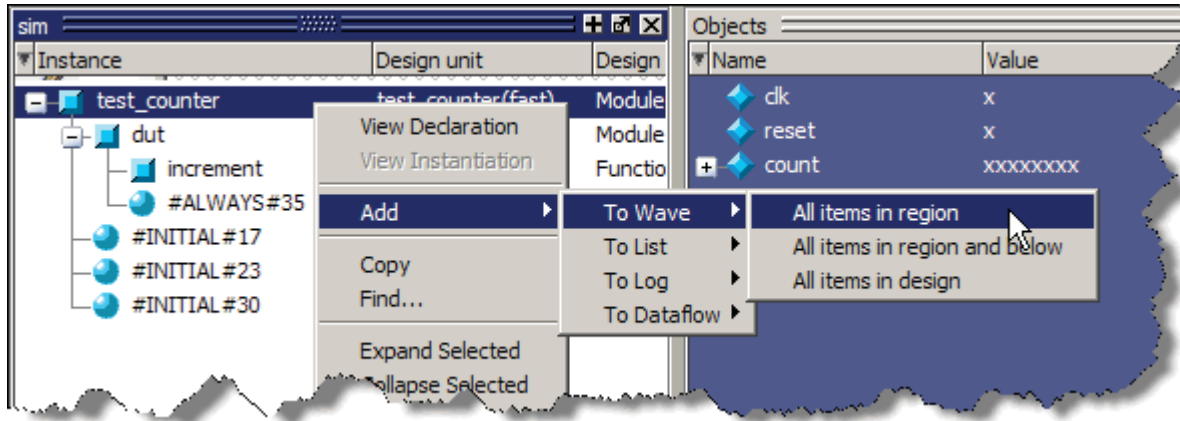 sim
Objects
Instance Design unit Design
Name Value
test_counter test_counter(fast) Module
clk x
dut Module
reset x
increment Functio
count xxxxxxxx
#ALWAYS#35
#INITIAL#17
#INITIAL#23
#INITIAL#30
View Declaration
View Instantiation
Add
Copy
Find...
Expand Selected
Collapse Selected
To Wave
To List
To Log
To Dataflow
All items in region
All items in region and below
All items in design